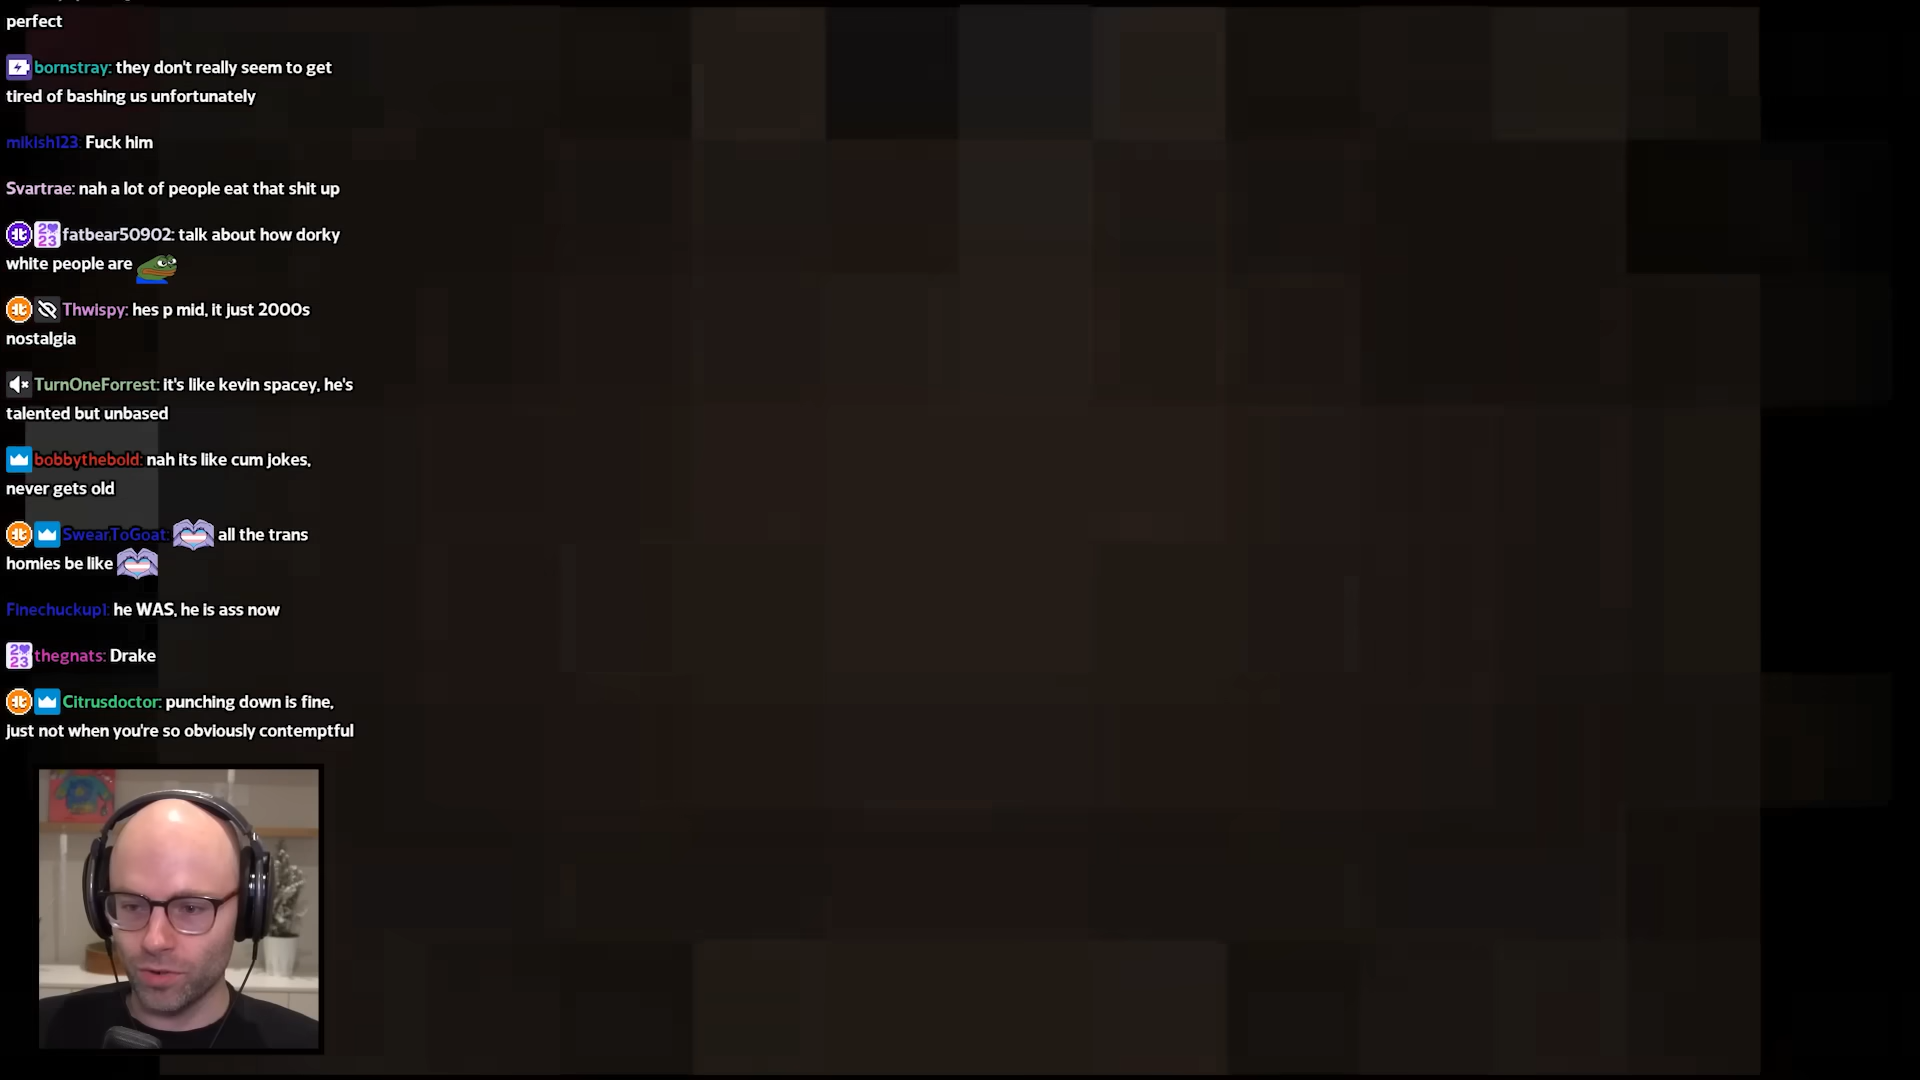 perfect
bornstray: they don't really seem to get
tired of bashing us unfortunately
mikish123: Fuck him
Svartrae: nah a lot of people eat that shit up
fatbear50902: talk about how dorky
white people are
Thwispy: hes p mid, it just 2000s
nostalgia
TurnOneForrest: it's like kevin spacey, he's
talented but unbased
bobbythebold: nah its like cum jokes,
never gets old
SwearToGoat: all the trans
homies be like
Finechuckup1: he WAS, he is ass now
thegnats: Drake
Citrusdoctor: punching down is fine,
just not when you're so obviously contemptful